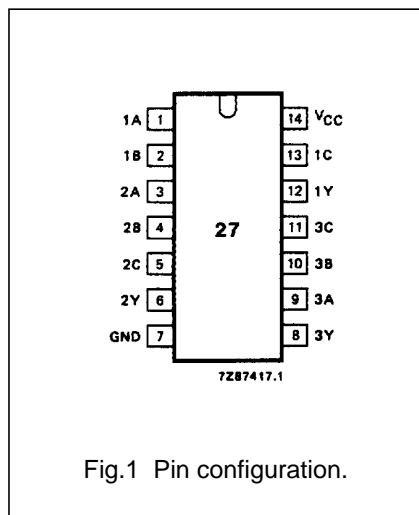 1A 1 14 VCC
1B 2 13 1C
2A 3 12 1Y
2B 4 27 11 3C
2C 5 10 3B
2Y 6 9 3A
GND 7 8 3Y
7Z87417.1
Fig.1 Pin configuration.